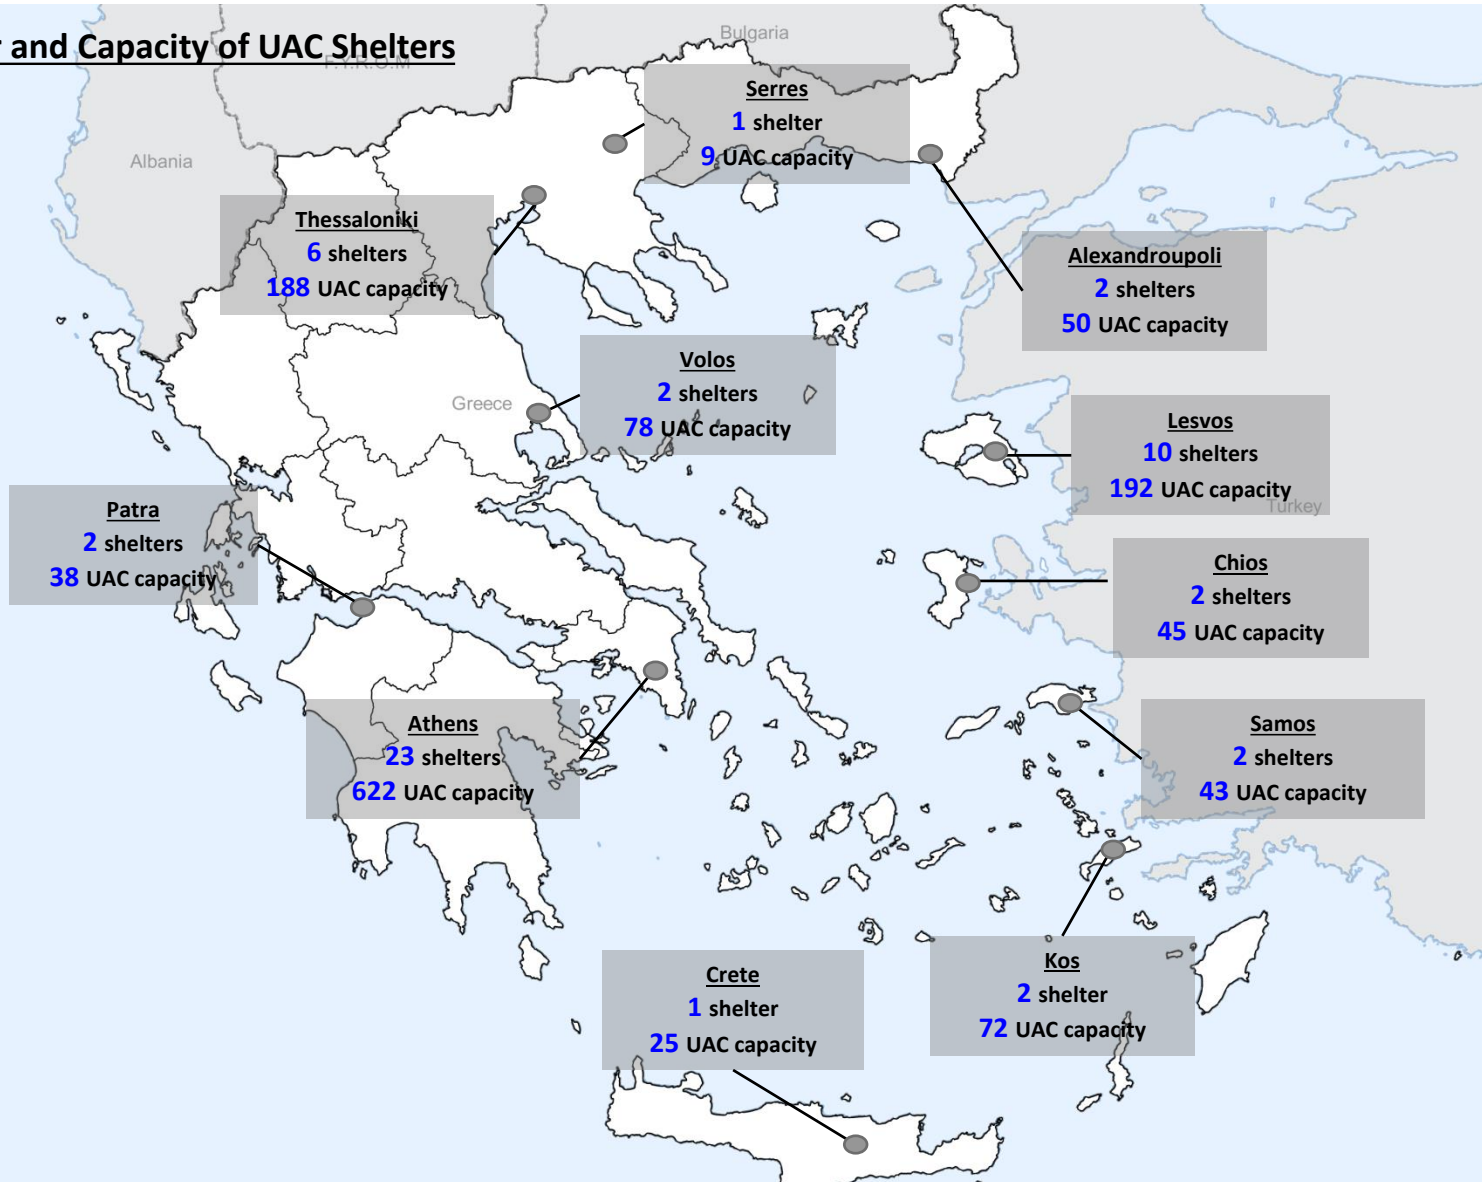 and Capacity of UAC Shelters
Bulgaria
F.Y.R.O.M
Albania
Serres
1 shelter
9 UAC capacity
Thessaloniki
6 shelters
188 UAC capacity
Alexandroupoli
2 shelters
50 UAC capacity
Volos
2 shelters
78 UAC capacity
Greece
Lesvos
10 shelters
192 UAC capacity
Turkey
Patra
2 shelters
38 UAC capacity
Chios
2 shelters
45 UAC capacity
Athens
23 shelters
622 UAC capacity
Samos
2 shelters
43 UAC capacity
Crete
1 shelter
25 UAC capacity
Kos
2 shelter
72 UAC capacity